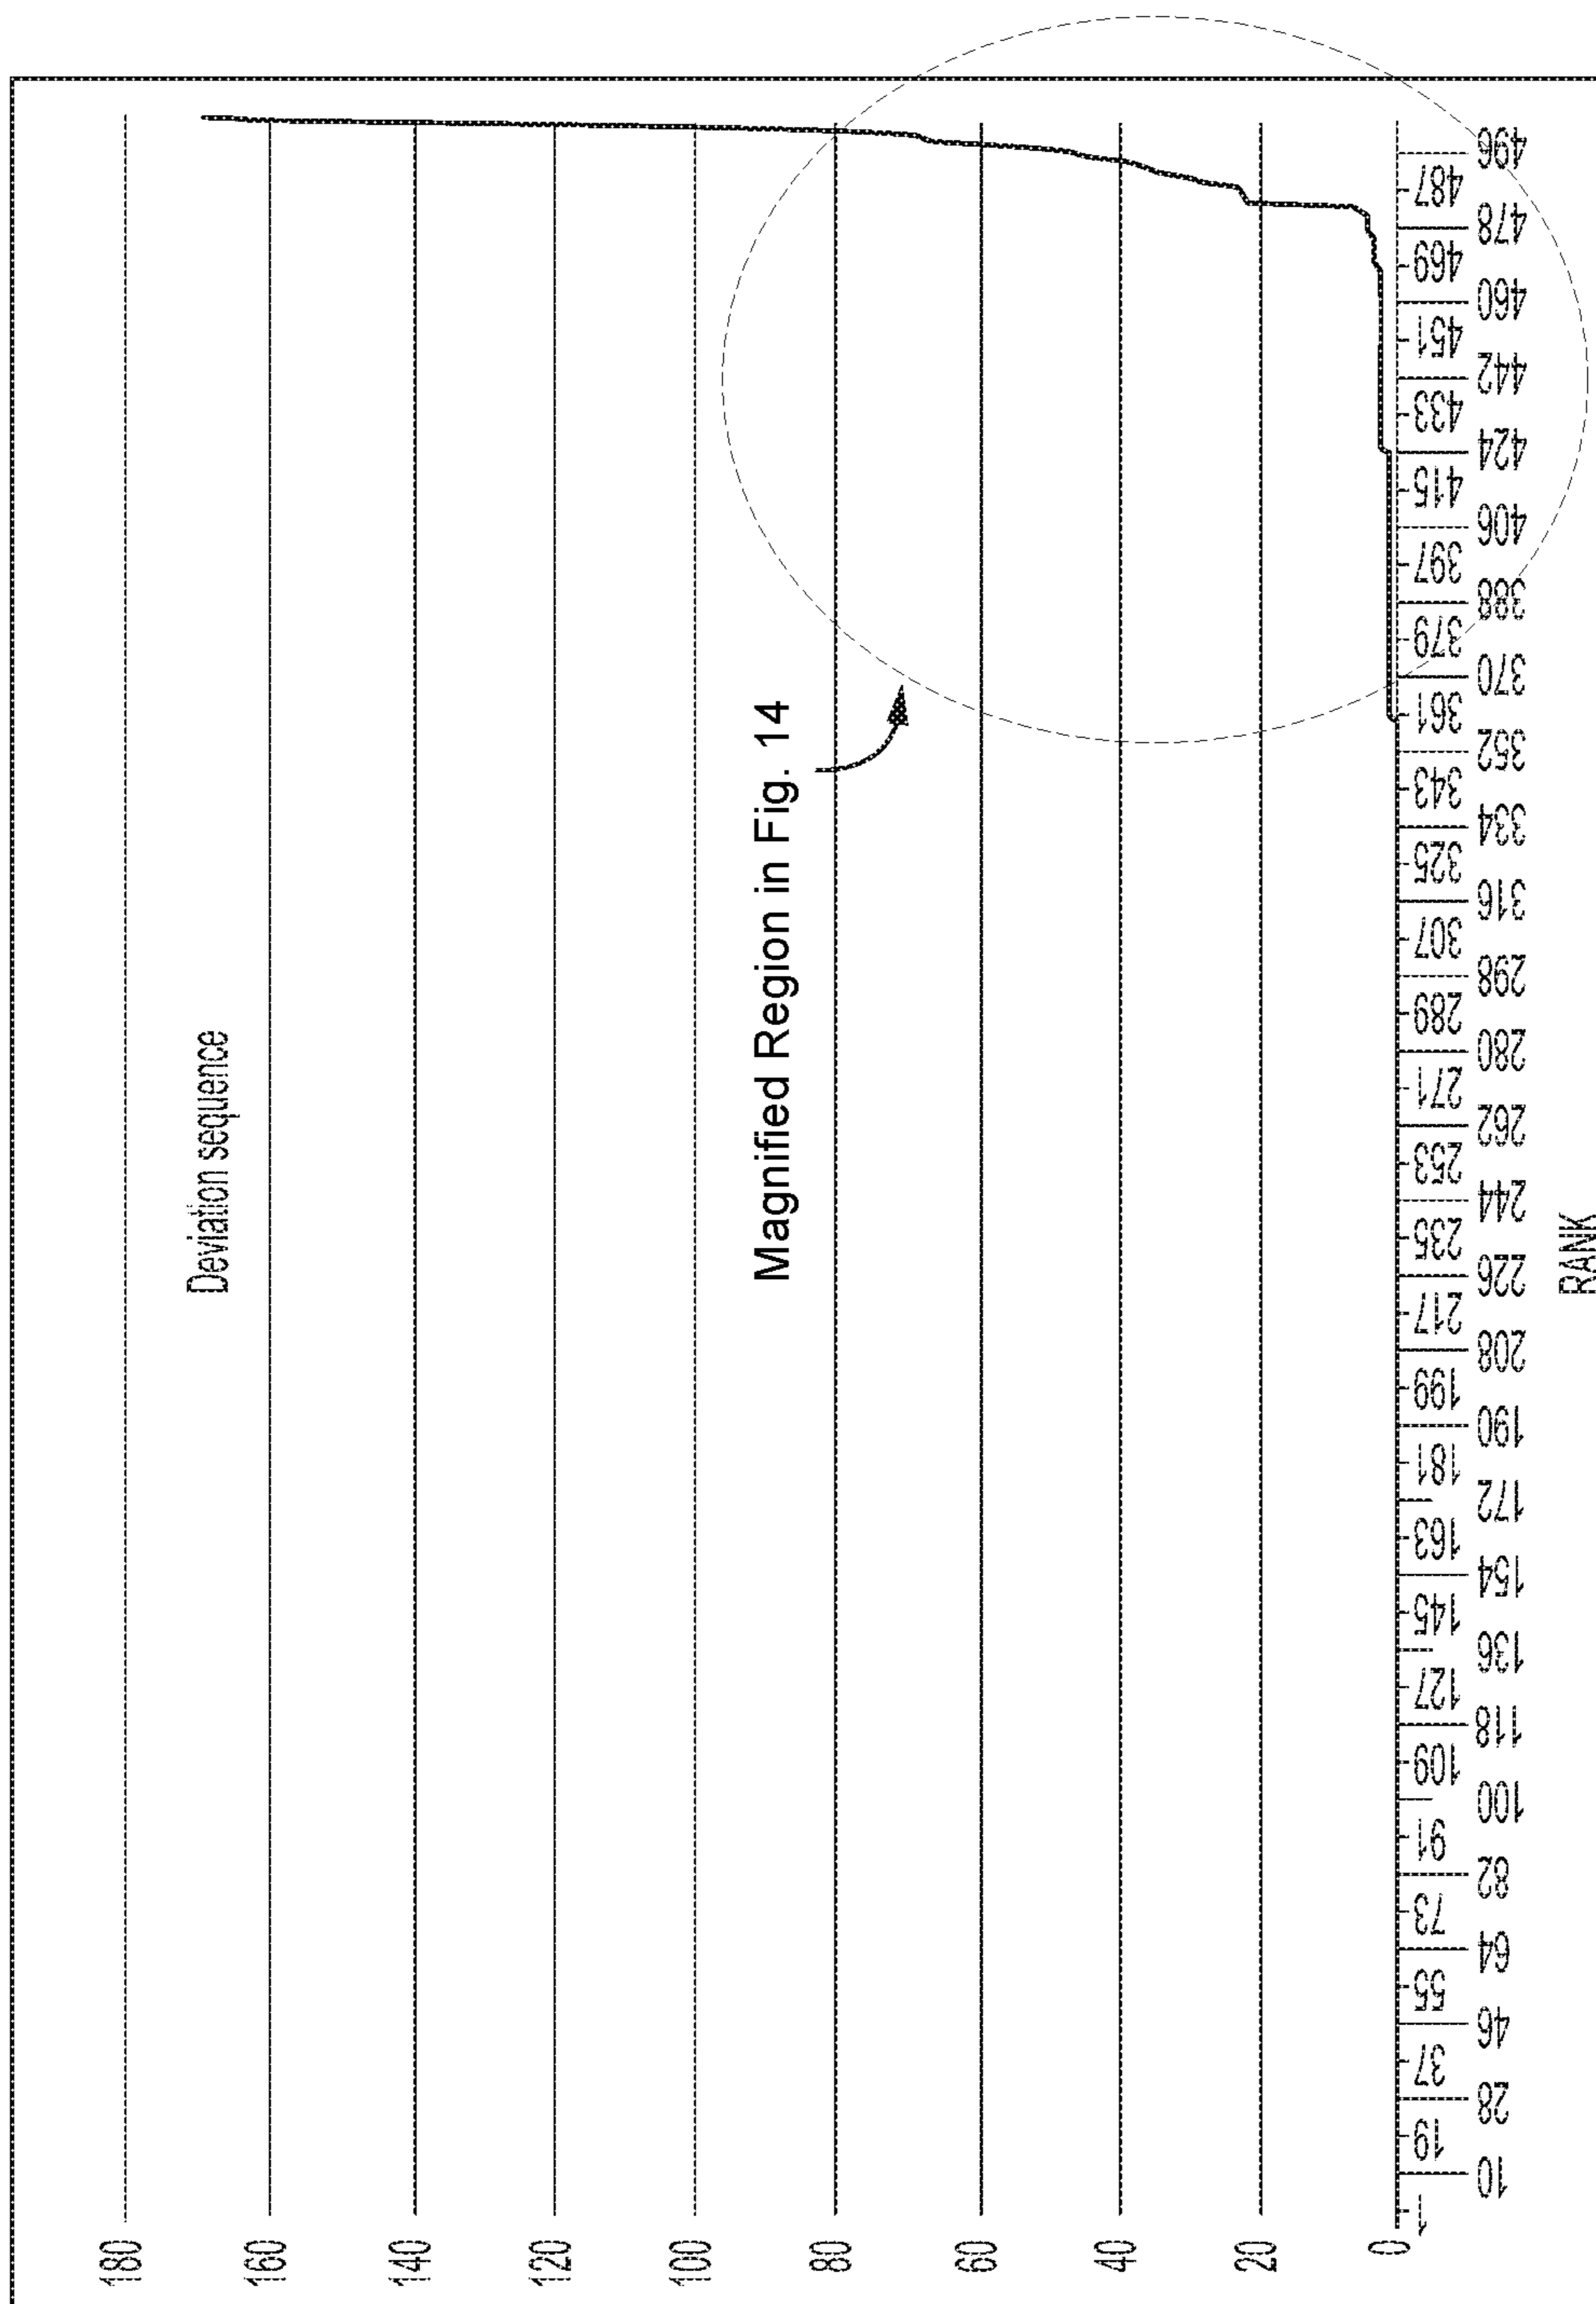 Deviation sequence
180
160
140
120
100
80
60
40
20
0
Magnified Region in Fig. 14
1 19 37 55 73 91 109 127 145 163 181 199 217 235 253 271 289 307 325 343 361 379 397 415 433 451 469 487
10 28 46 64 82 100 118 136 154 172 190 208 226 244 262 280 298 316 334 352 370 388 406 424 442 460 478 496
RANK